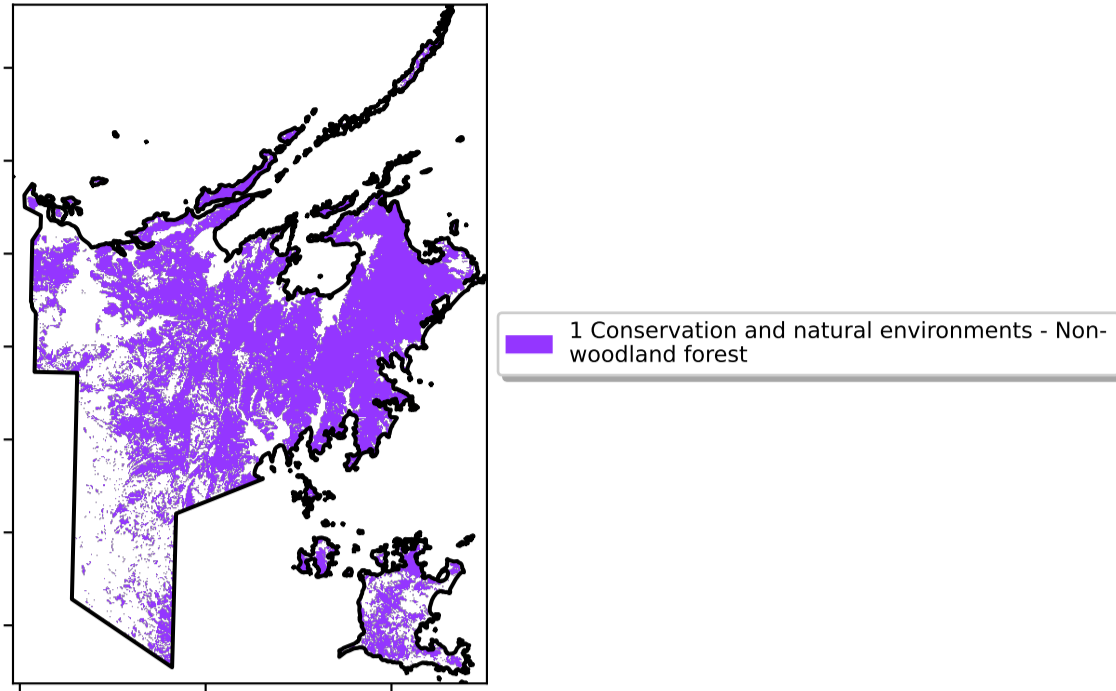 1 Conservation and natural environments - Non-
woodland forest